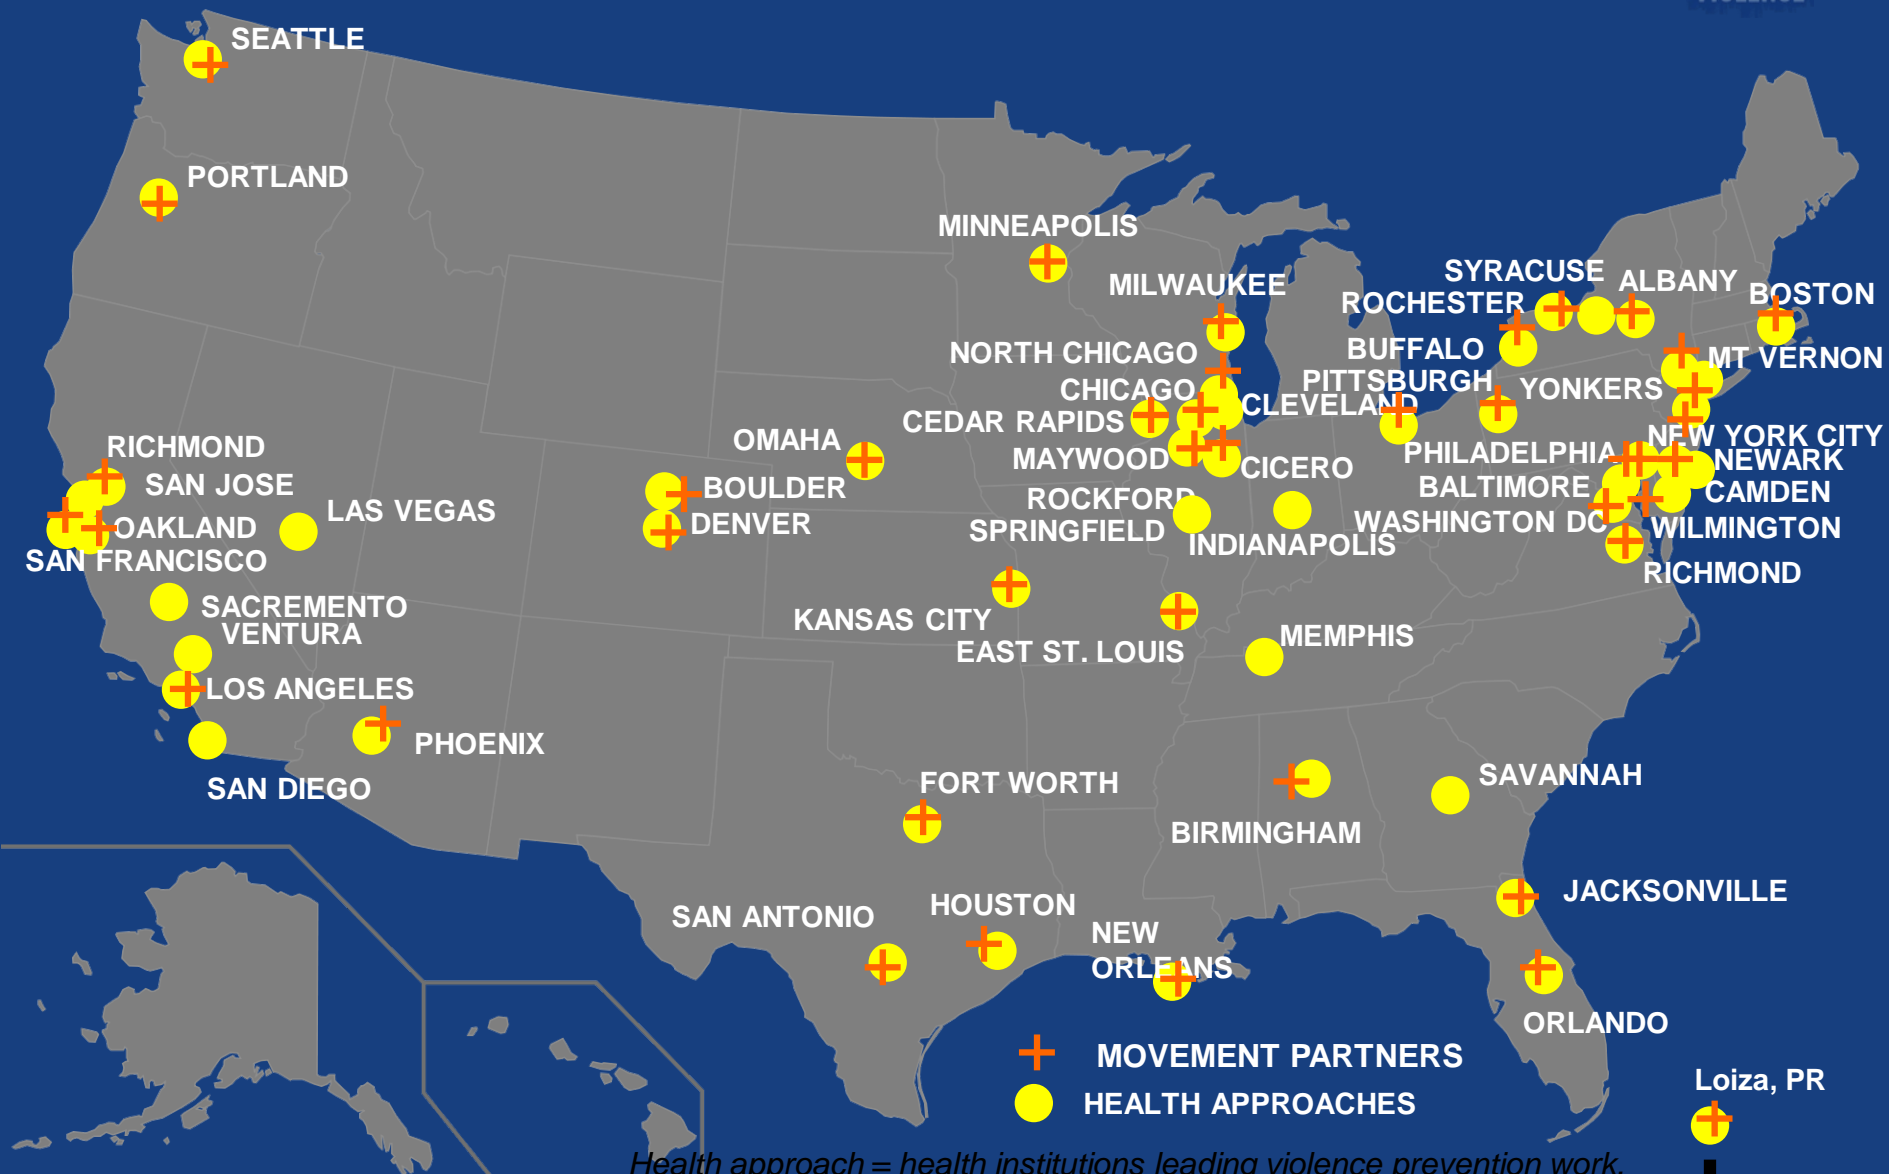 VIOLENCE
SEATTLE
PORTLAND
MINNEAPOLIS
MILWAUKEE
SYRACUSE
ALBANY
BOSTON
ROCHESTER
NORTH CHICAGO
BUFFALO
MT VERNON
CHICAGO
PITTSBURGH
YONKERS
CEDAR RAPIDS
CLEVELAND
OMAHA
NEW YORK CITY
RICHMOND
MAYWOOD
CICERO
PHILADELPHIA
NEWARK
SAN JOSE
BOULDER
BALTIMORE
CAMDEN
LAS VEGAS
ROCKFORD
OAKLAND
DENVER
SPRINGFIELD
WASHINGTON DC
WILMINGTON
SAN FRANCISCO
INDIANAPOLIS
RICHMOND
SACREMENTO
KANSAS CITY
VENTURA
EAST ST. LOUIS
MEMPHIS
LOS ANGELES
PHOENIX
SAN DIEGO
FORT WORTH
SAVANNAH
BIRMINGHAM
JACKSONVILLE
SAN ANTONIO
HOUSTON
NEW
ORLEANS
ORLANDO
MOVEMENT PARTNERS
Loiza, PR
HEALTH APPROACHES
Health approach = health institutions leading violence prevention work.